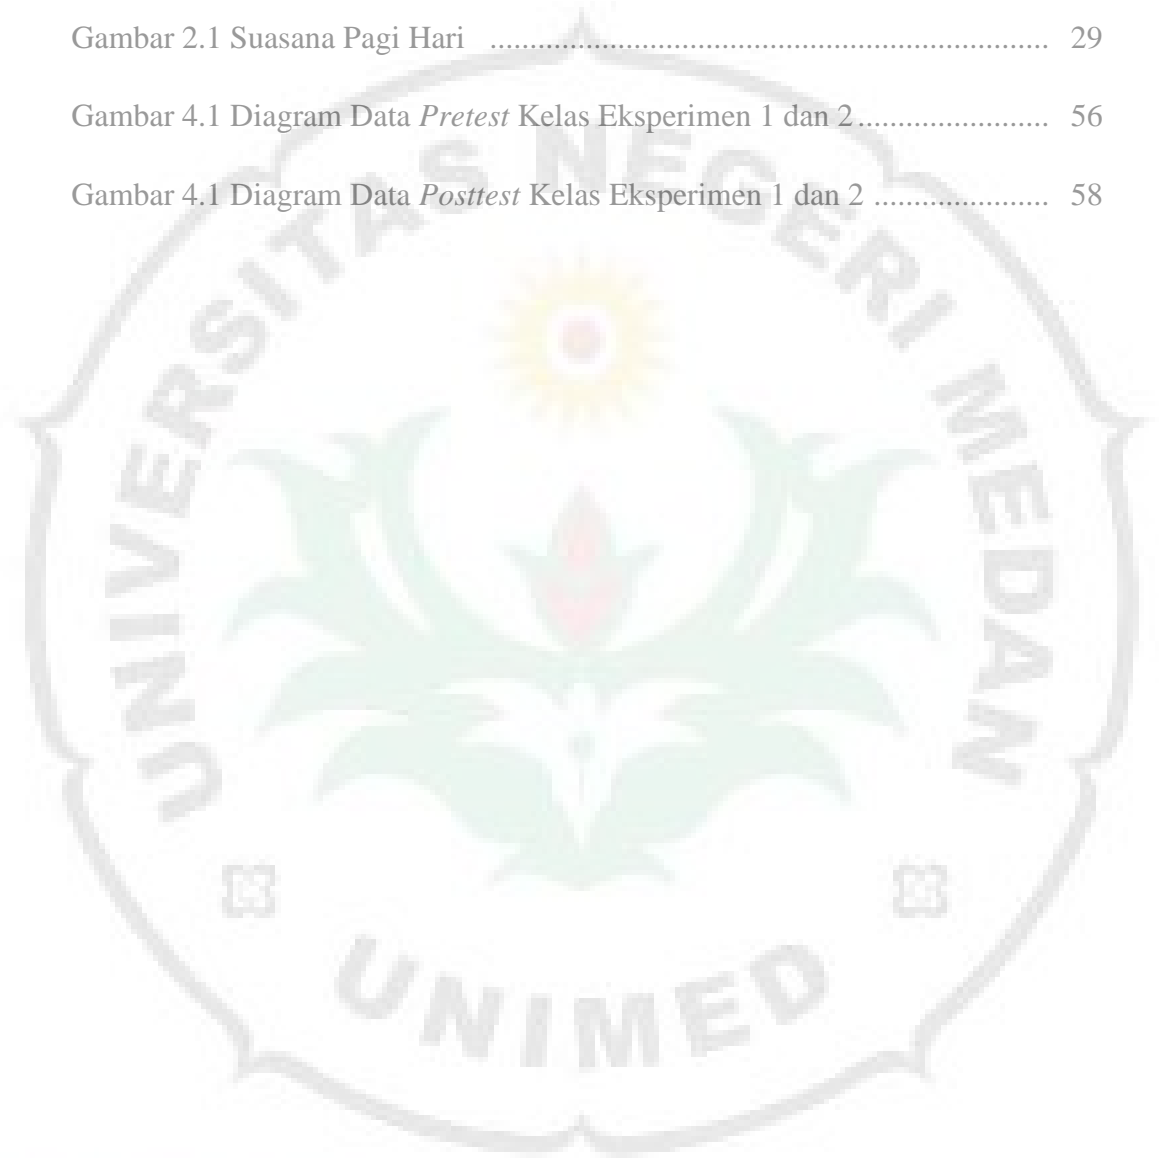 Gambar 2.1 Suasana Pagi Hari ..................................................................... 29
Gambar 4.1 Diagram Data Pretest Kelas Eksperimen 1 dan 2 ....................... 56
Gambar 4.1 Diagram Data Posttest Kelas Eksperimen 1 dan 2 ..................... 58
UNIVERSITAS NEGERI MEDAN
UNIMED